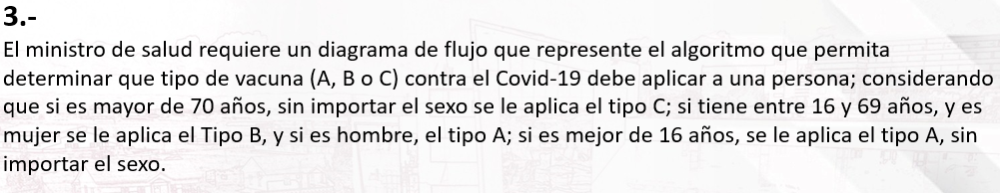 3.-
El ministro de salud requiere un diagrama de flujo que represente el algoritmo que permita
determinar que tipo de vacuna (A, B o C) contra el Covid-19 debe aplicar a una persona; considerando
que si es mayor de 70 años, sin importar el sexo se le aplica el tipo C; si tiene entre 16 y 69 años, y es
mujer se le aplica el Tipo B, y si es hombre, el tipo A; si es mejor de 16 años, se le aplica el tipo A, sin
importar el sexo.